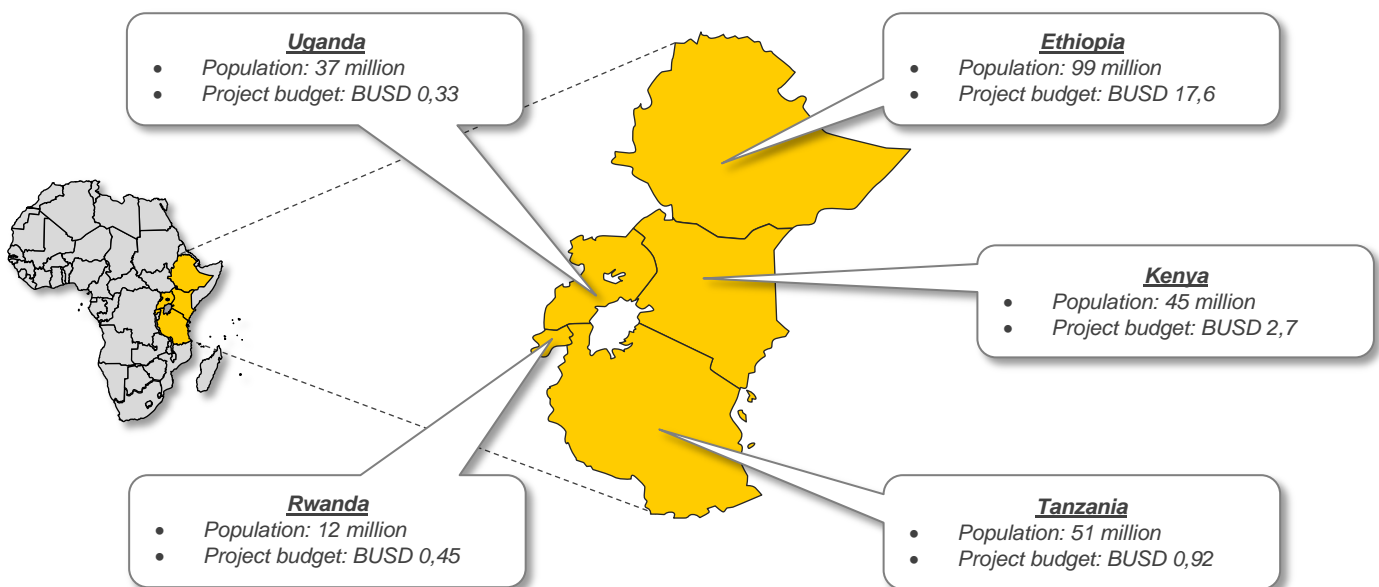 Uganda
• Population: 37 million
• Project budget: BUSD 0,33
Ethiopia
• Population: 99 million
• Project budget: BUSD 17,6
Kenya
• Population: 45 million
• Project budget: BUSD 2,7
Rwanda
• Population: 12 million
• Project budget: BUSD 0,45
Tanzania
• Population: 51 million
• Project budget: BUSD 0,92